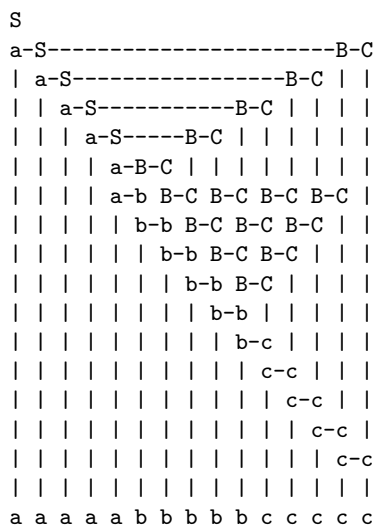 S
a-S-----------------------B-C
| a-S-----------------B-C | |
| | a-S-----------B-C | | | |
| | | a-S-----B-C | | | | | |
| | | | a-B-C | | | | | | | |
| | | | a-b B-C B-C B-C B-C |
| | | | | b-b B-C B-C B-C | |
| | | | | | b-b B-C B-C | | |
| | | | | | | b-b B-C | | | |
| | | | | | | | b-b | | | | |
| | | | | | | | | b-c | | | |
| | | | | | | | | | c-c | | |
| | | | | | | | | | | c-c | |
| | | | | | | | | | | | c-c |
| | | | | | | | | | | | | c-c
| | | | | | | | | | | | | | |
a a a a a b b b b b c c c c c